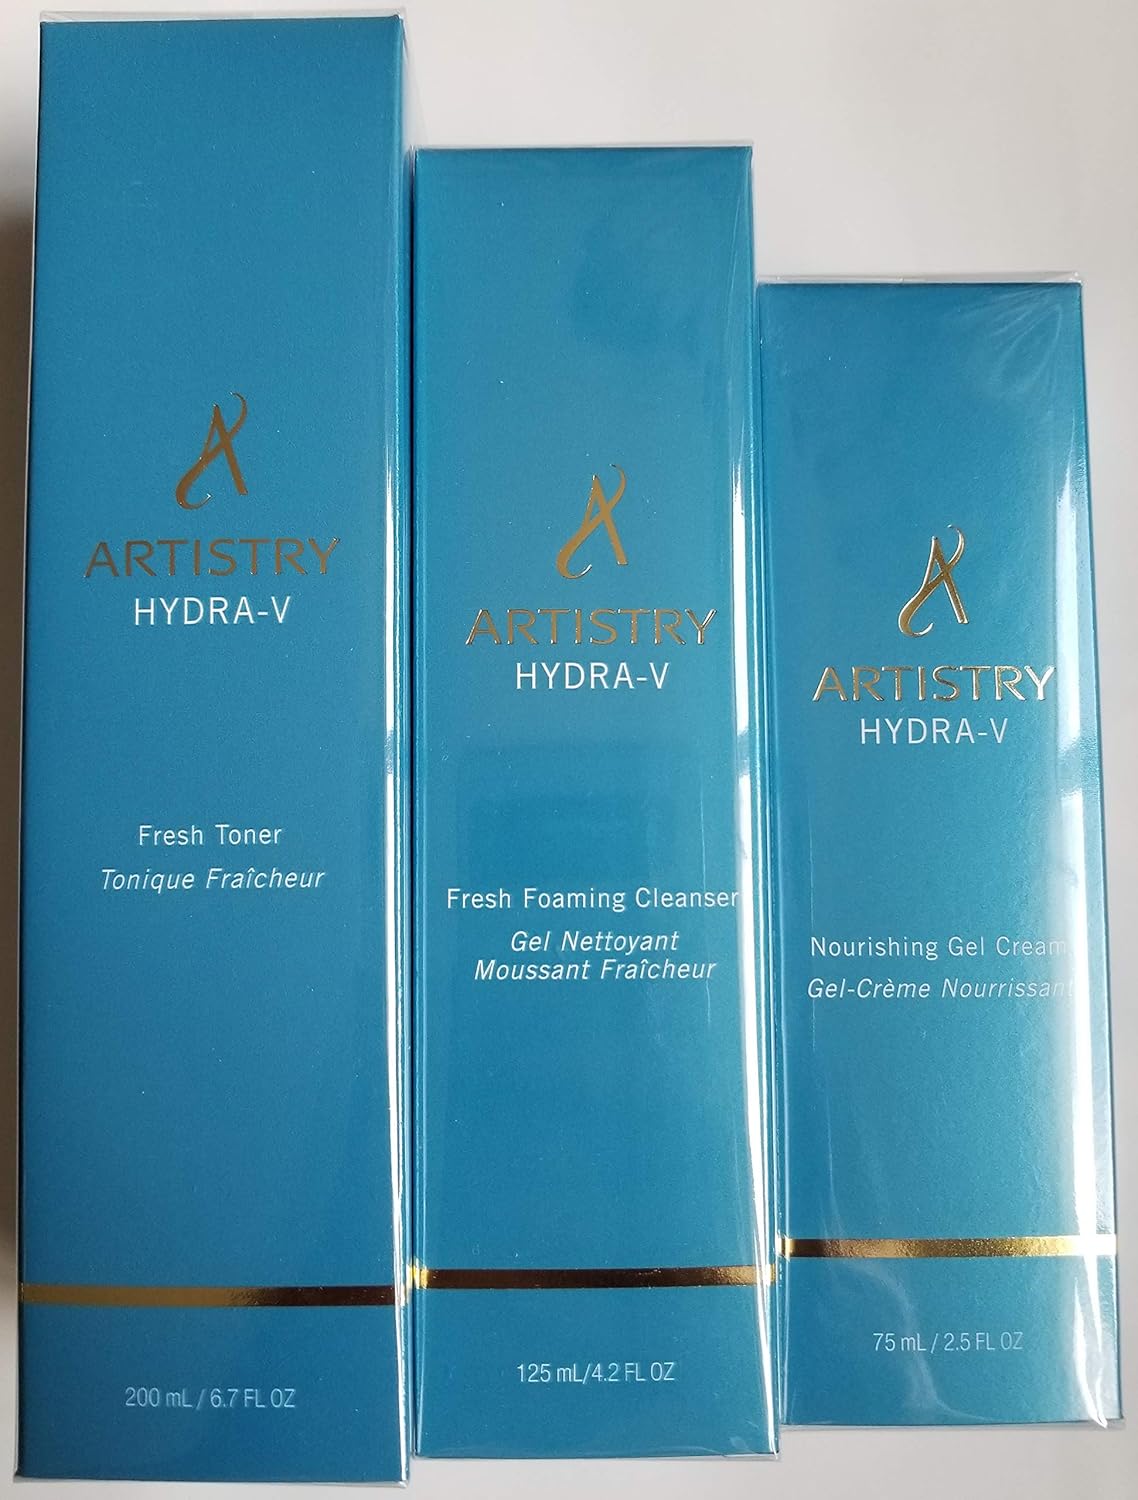 ARTISTRY
HYDRA-V
Fresh Toner
Tonique Fraîcheur
200 mL / 6.7 FL OZ
ARTISTRY
HYDRA-V
Fresh Foaming Cleanser
Gel Nettoyant
Moussant Fraîcheur
125 mL/4.2 FL OZ
ARTISTRY
HYDRA-V
Nourishing Gel Cream
Gel-Crème Nourrissant
75 mL / 2.5 FL OZ